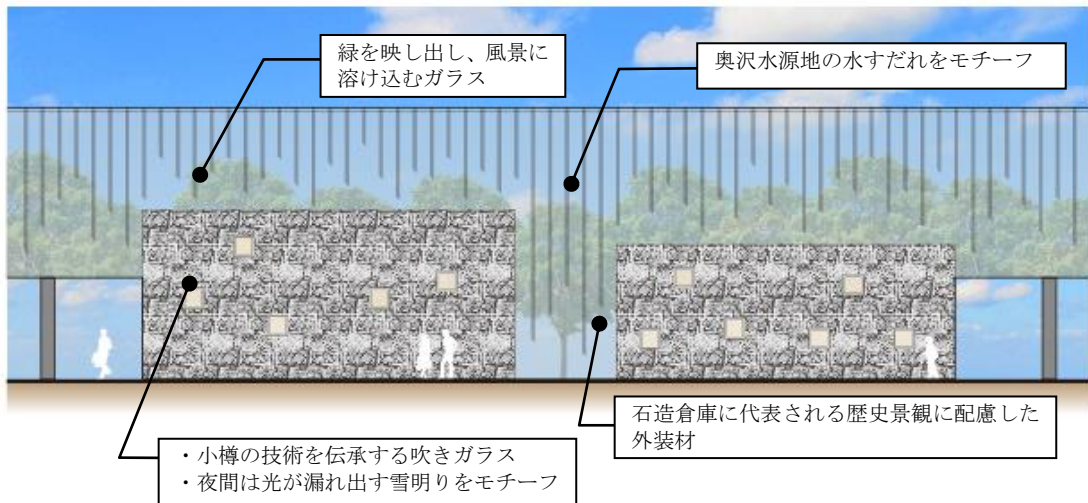 緑を映し出し、風景に
溶け込むガラス
奥沢水源地の水すだれをモチーフ
石造倉庫に代表される歴史景観に配慮した
外装材
・小樽の技術を伝承する吹きガラス
・夜間は光が漏れ出す雪明りをモチーフ